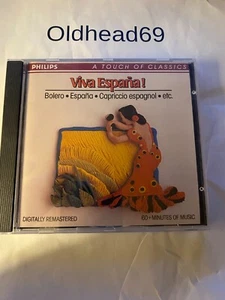 Oldhead69
PHILIPS A TOUCH OF CLASSICS
Viva España!
Bolero • España • Capriccio espagnol • etc.
DIGITALLY REMASTERED 60+ MINUTES OF MUSIC